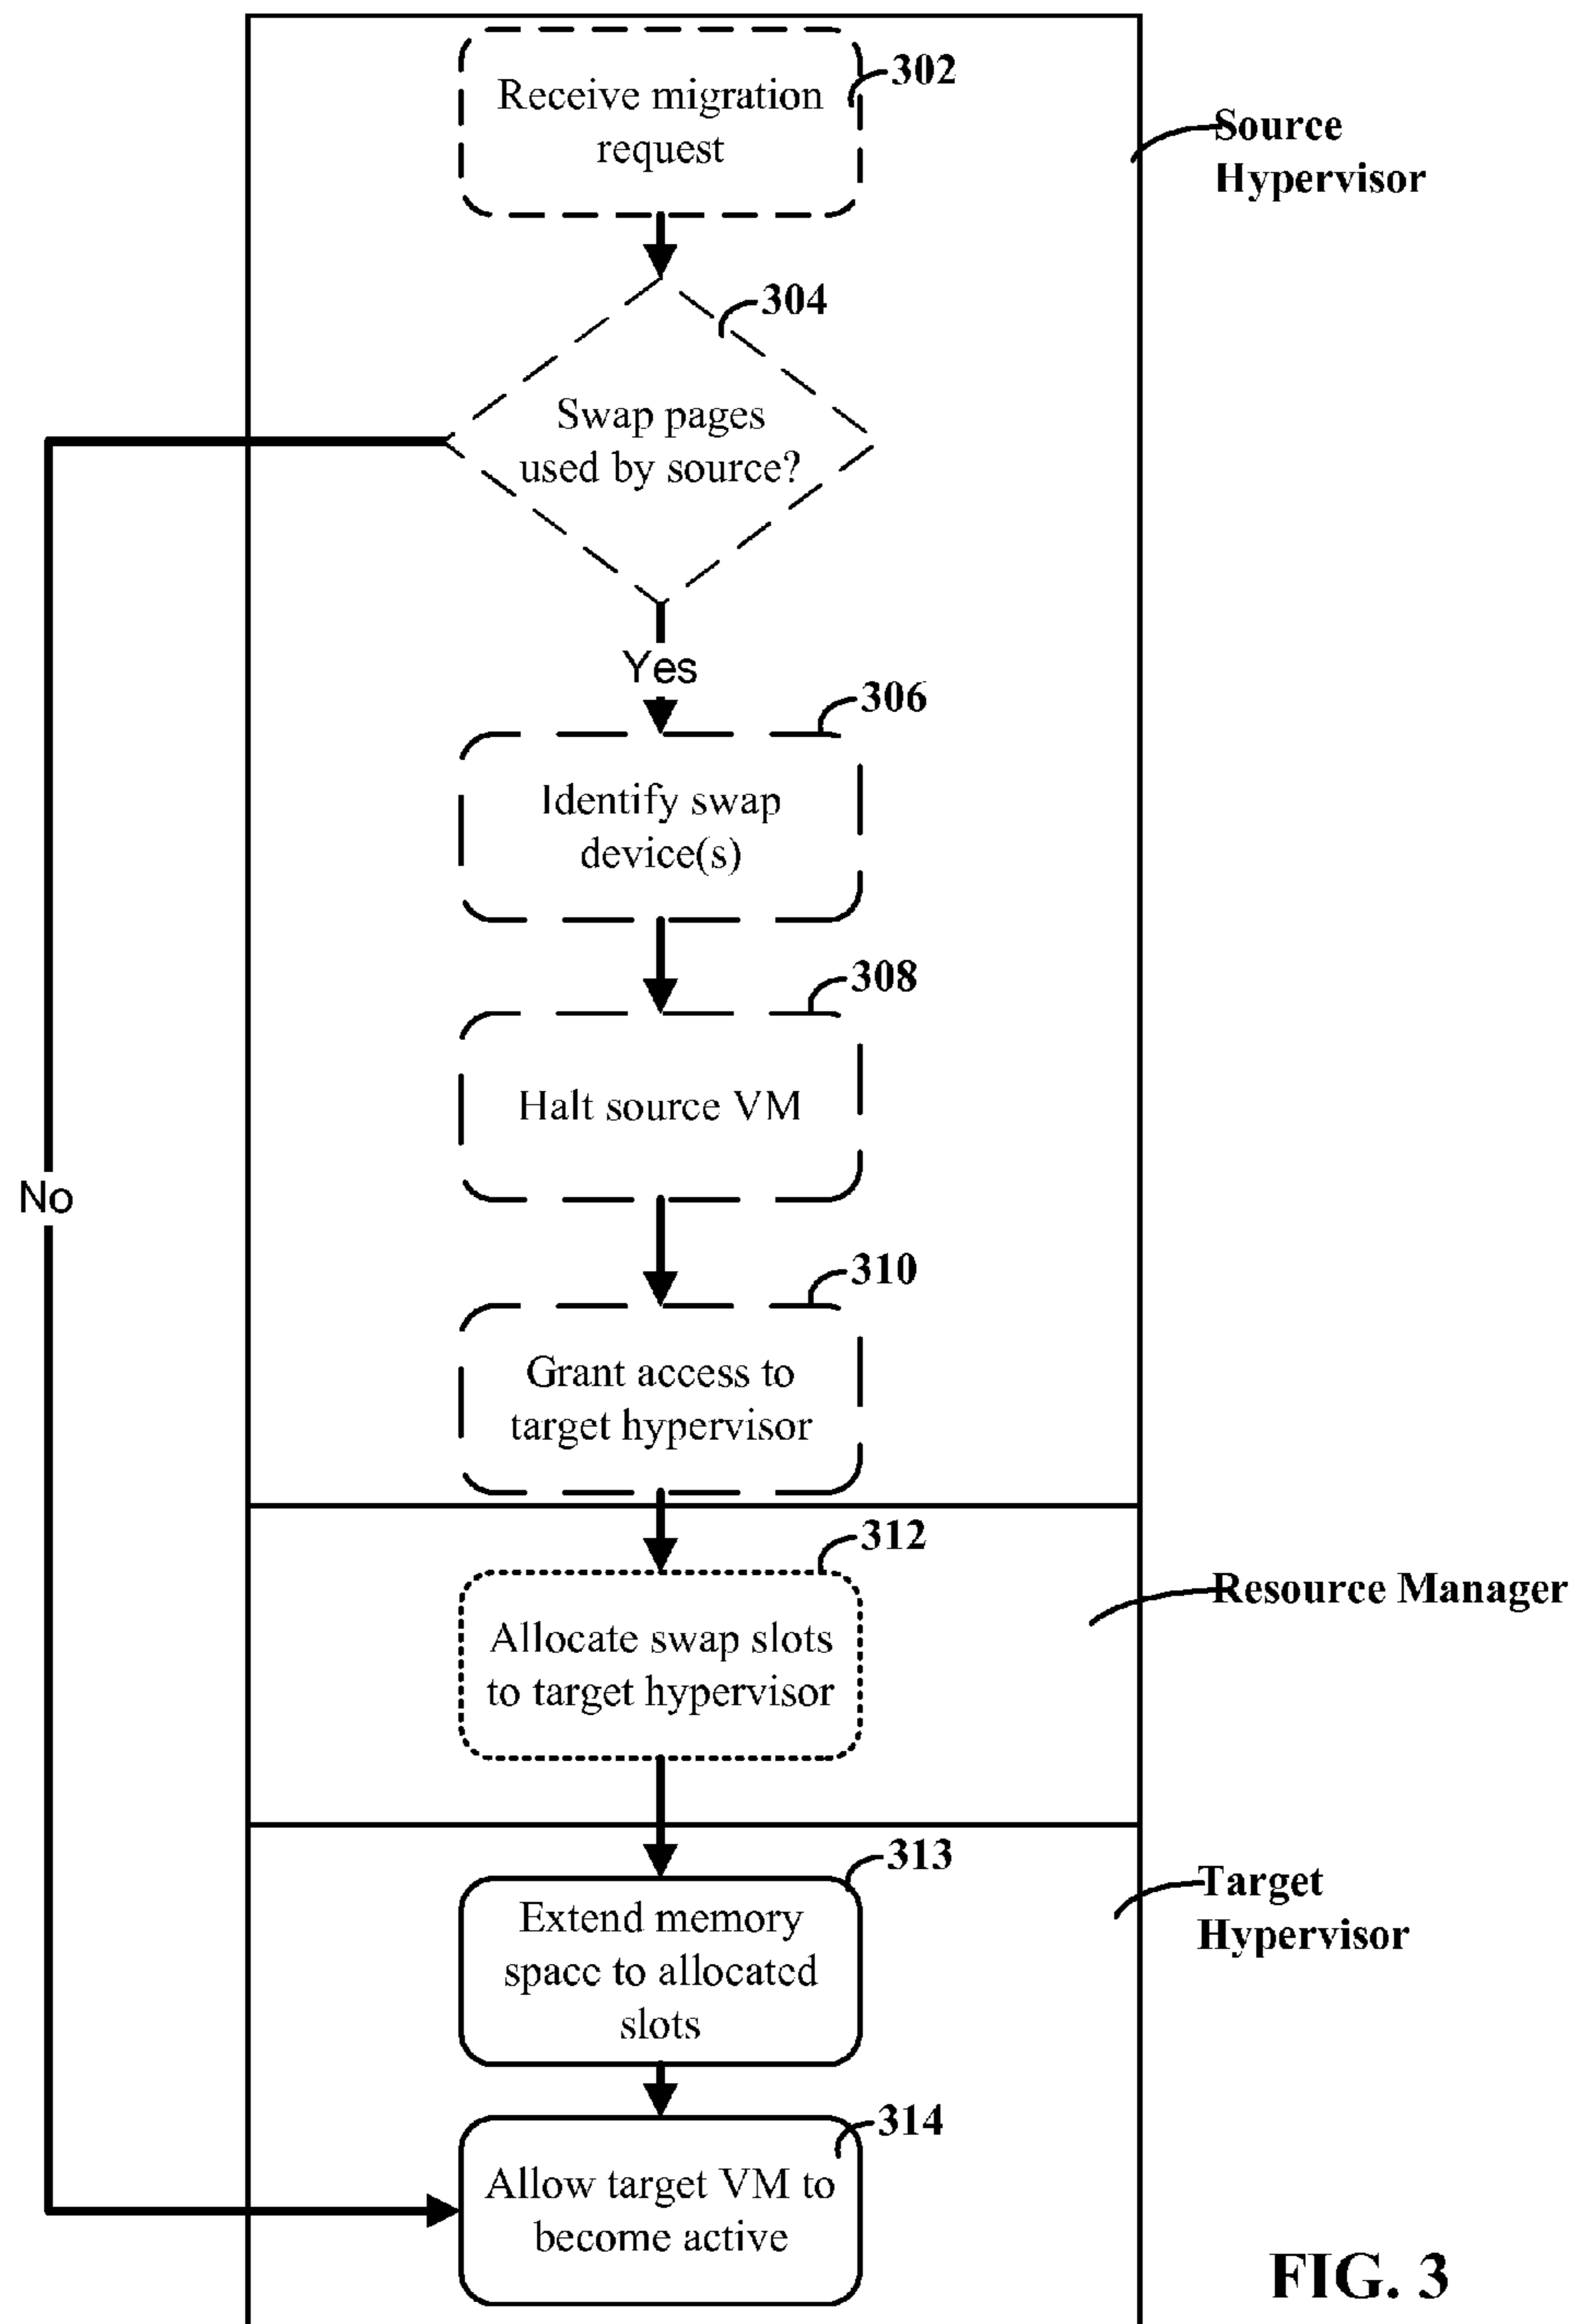 Receive migration
request
302
Source
Hypervisor
304
Swap pages
used by source?
Yes
306
Identify swap
device(s)
308
Halt source VM
No
310
Grant access to
target hypervisor
312
Allocate swap slots
to target hypervisor
Resource Manager
313
Extend memory
space to allocated
slots
Target
Hypervisor
314
Allow target VM to
become active
FIG. 3